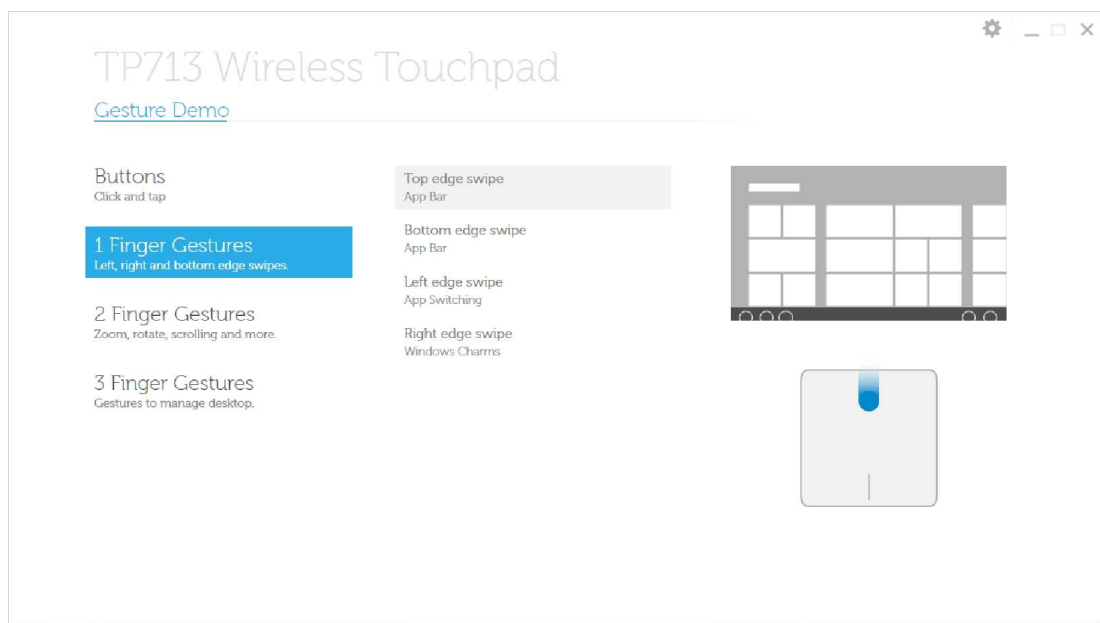 TP713 Wireless Touchpad
Gesture Demo
Buttons
Click and tap
1 Finger Gestures
Left, right and bottom edge swipes.
2 Finger Gestures
Zoom, rotate, scrolling and more.
3 Finger Gestures
Gestures to manage desktop.
Top edge swipe
App Bar
Bottom edge swipe
App Bar
Left edge swipe
App Switching
Right edge swipe
Windows Charms